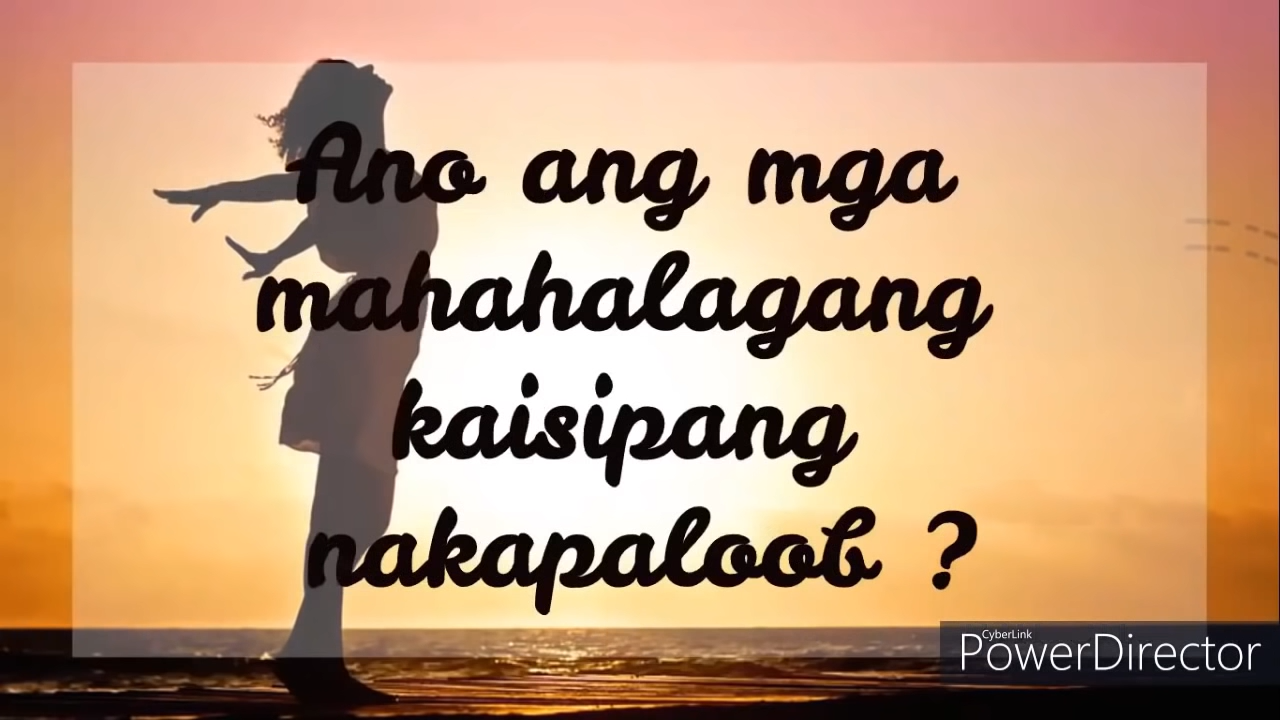 Ano ang mga
mahahalagang
kaisipang
nakapaloob ?
CyberLink
PowerDirector